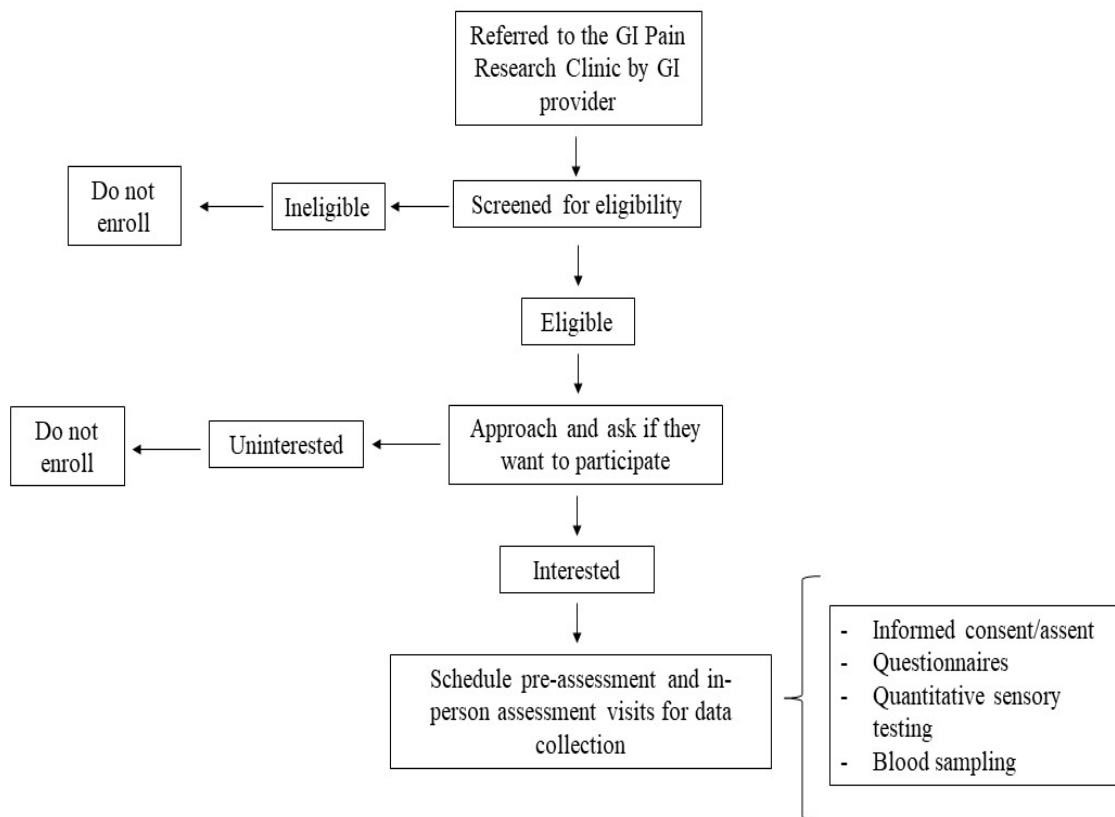 Referred to the GI Pain
Research Clinic by GI
provider
Do not
enroll
Ineligible
Screened for eligibility
Eligible
Do not
enroll
Uninterested
Approach and ask if they
want to participate
Interested
Schedule pre-assessment and in-
person assessment visits for data
collection
- Informed consent/assent
- Questionnaires
- Quantitative sensory
testing
- Blood sampling